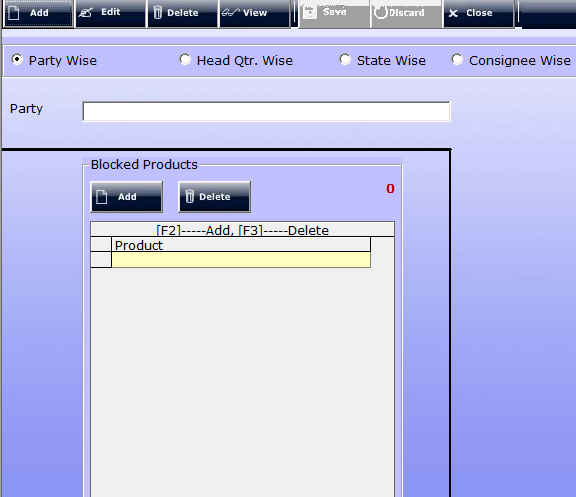 Add Edit Delete View Save Discard Close
Party Wise Head Qtr. Wise State Wise Consignee Wise
Party
Blocked Products
Add Delete 0
[F2]-----Add, [F3]-----Delete
Product